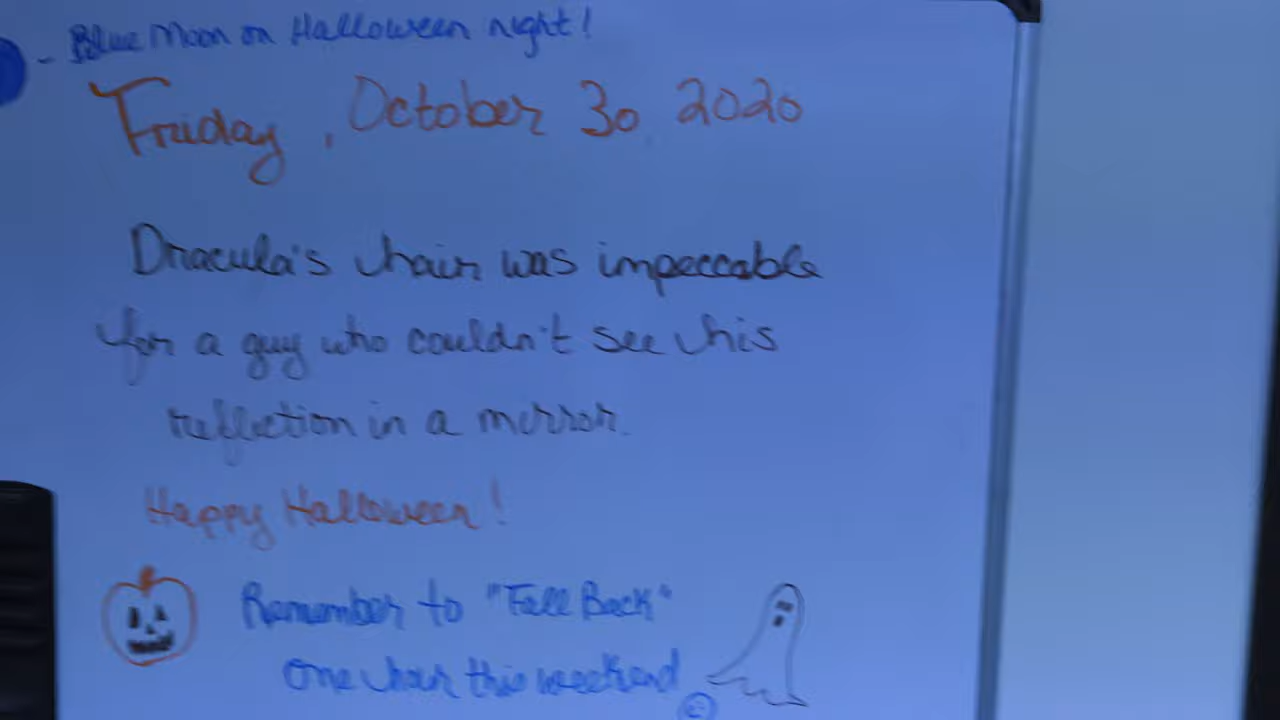 - Blue Moon on Halloween night!
Friday, October 30, 2020
Dracula's hair was impeccable
for a guy who couldn't see his
reflection in a mirror.
Happy Halloween!
Remember to "Fall Back"
one hour this weekend